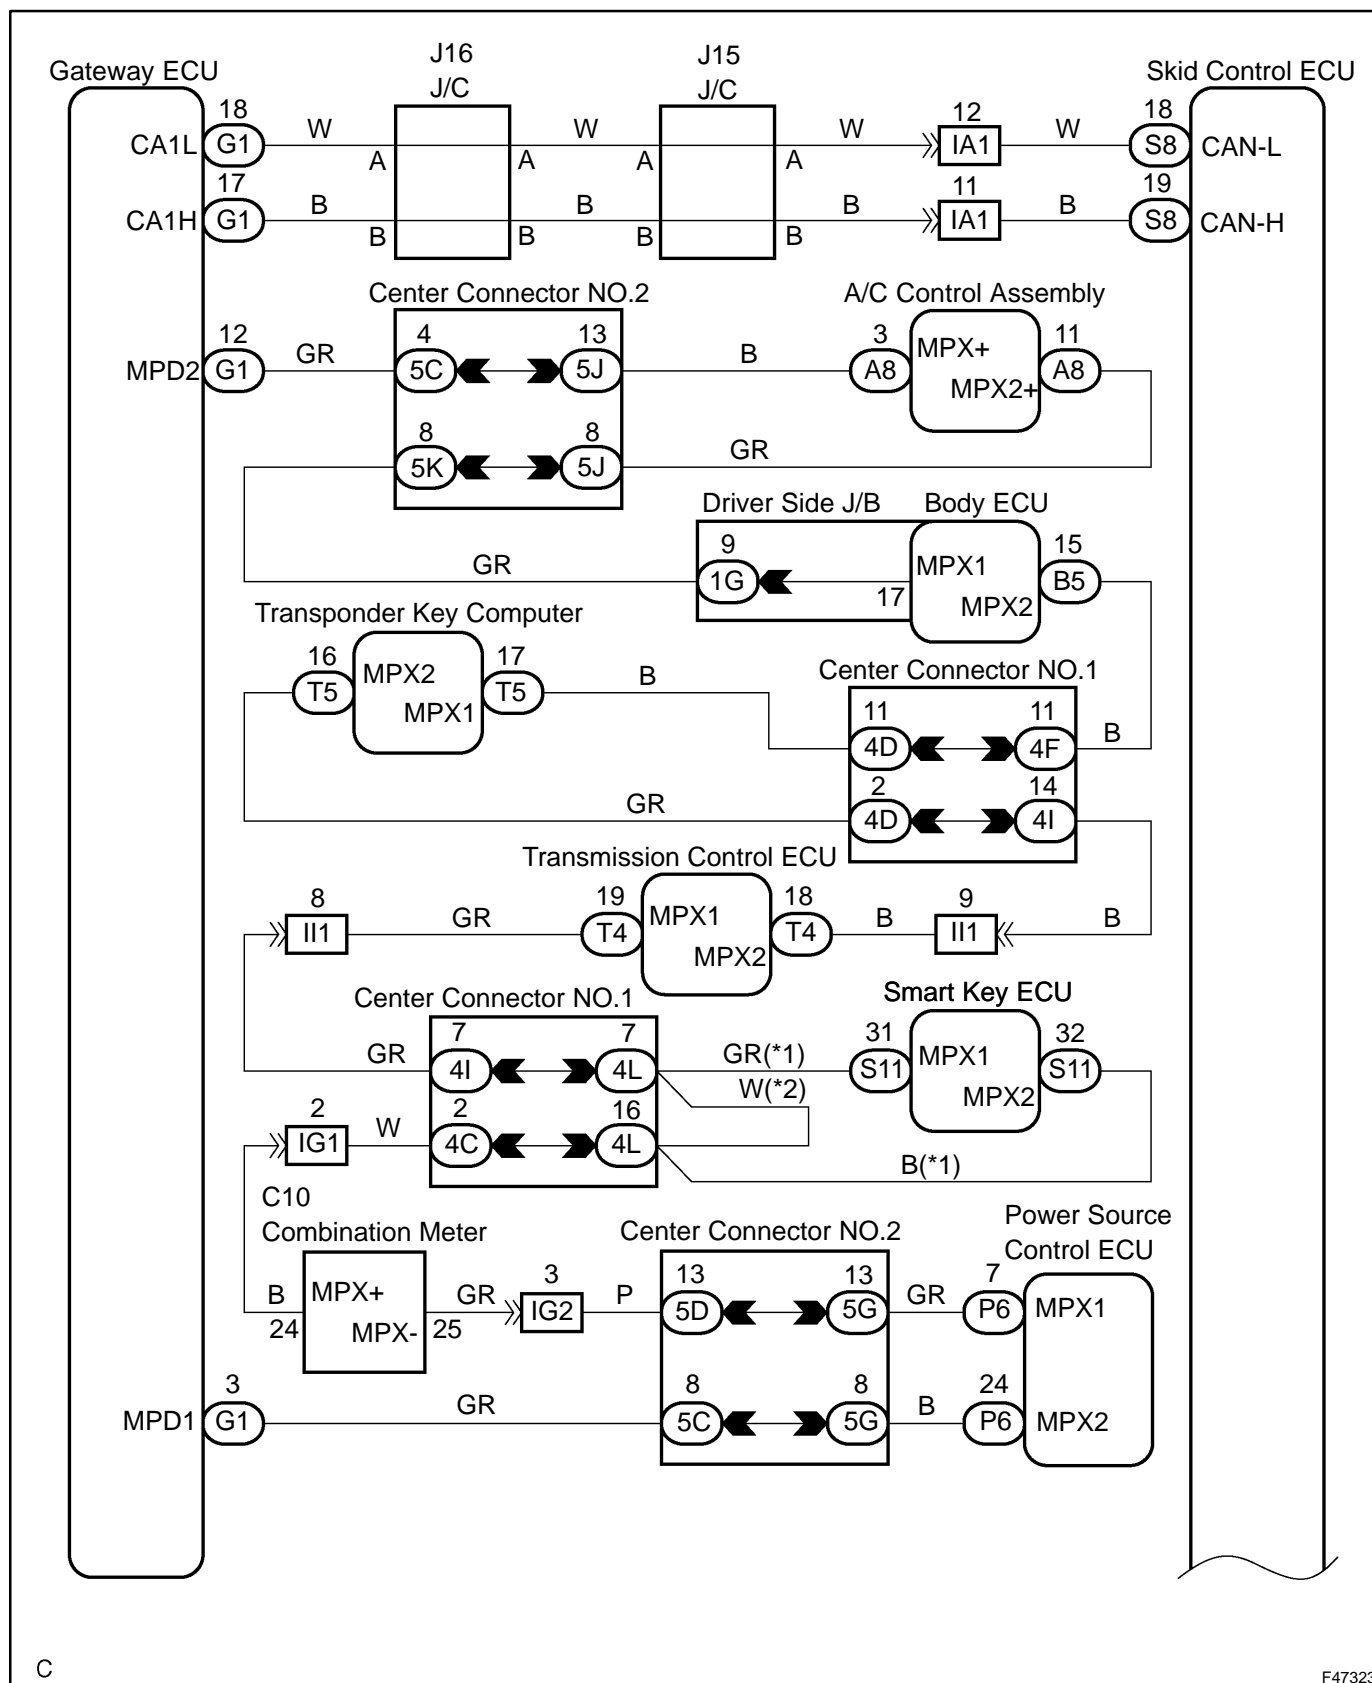 J16
J15
Gateway ECU
J/C
J/C
Skid Control ECU
18
12
18
CA1L
G1
W
A
A
W
A
A
W
IA1
W
S8
CAN-L
17
11
19
CA1H
G1
B
B
B
B
B
B
B
IA1
B
S8
CAN-H
Center Connector NO.2
A/C Control Assembly
12
4
13
3
11
MPD2
G1
GR
5C
5J
B
A8
MPX+
MPX2+
A8
8
8
5K
5J
GR
Driver Side J/B
Body ECU
9
15
GR
1G
17
MPX1
MPX2
B5
Transponder Key Computer
16
17
T5
MPX2
MPX1
T5
B
Center Connector NO.1
11
11
4D
4F
B
2
14
GR
4D
4I
Transmission Control ECU
8
19
18
9
II1
GR
T4
MPX1
MPX2
T4
B
II1
B
Center Connector NO.1
Smart Key ECU
7
7
31
32
GR
4I
4L
GR(*1)
S11
MPX1
MPX2
S11
W(*2)
2
2
16
IG1
W
4C
4L
B(*1)
C10
Combination Meter
Center Connector NO.2
Power Source
Control ECU
3
13
13
7
B
24
MPX+
MPX-
GR
25
IG2
P
5D
5G
GR
P6
MPX1
3
8
8
24
MPD1
G1
GR
5C
5G
B
P6
MPX2
C
F47323